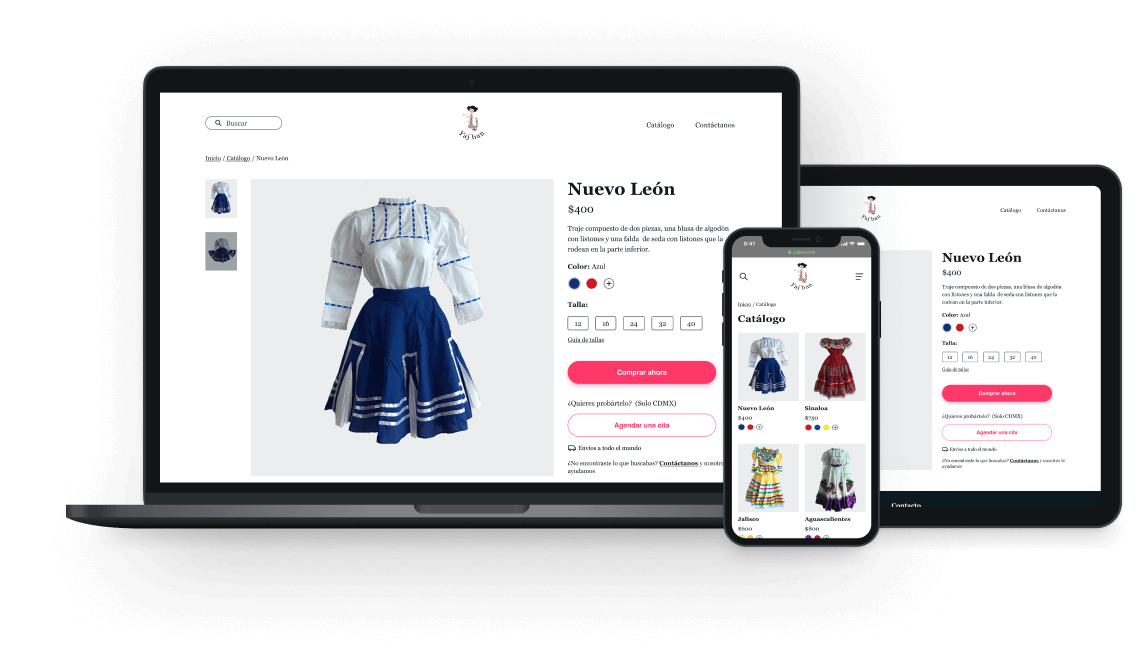 Buscar
Faj ban
Catálogo
Contáctanos
Inicio / Catálogo / Nuevo León
Nuevo León
$400
Traje compuesto de dos piezas, una blusa de algodón
con listones y una falda de seda con listones que la
rodean en la parte inferior.
Color: Azul
Talla:
12
16
24
32
40
Guía de tallas
Comprar ahora
¿Quieres probártelo? (Solo CDMX)
Agendar una cita
Envíos a todo el mundo
¿No encontraste lo que buscabas? Contáctanos y nosotr
ayudamos
9:41
Faj ban
Inicio / Catálogo
Catálogo
Nuevo León
$400
Sinaloa
$750
Jalisco
$600
Aguascalientes
$800
Faj ban
Catálogo
Contáctanos
Nuevo León
$400
Traje compuesto de dos piezas, una blusa de algodón
con listones y una falda de seda con listones que la
rodean en la parte inferior.
Color: Azul
Talla:
12
16
24
32
40
Guía de tallas
Comprar ahora
¿Quieres probártelo? (Solo CDMX)
Agendar una cita
Envíos a todo el mundo
¿No encontraste lo que buscabas? Contáctanos y nosotr te
ayudamos
Contacto